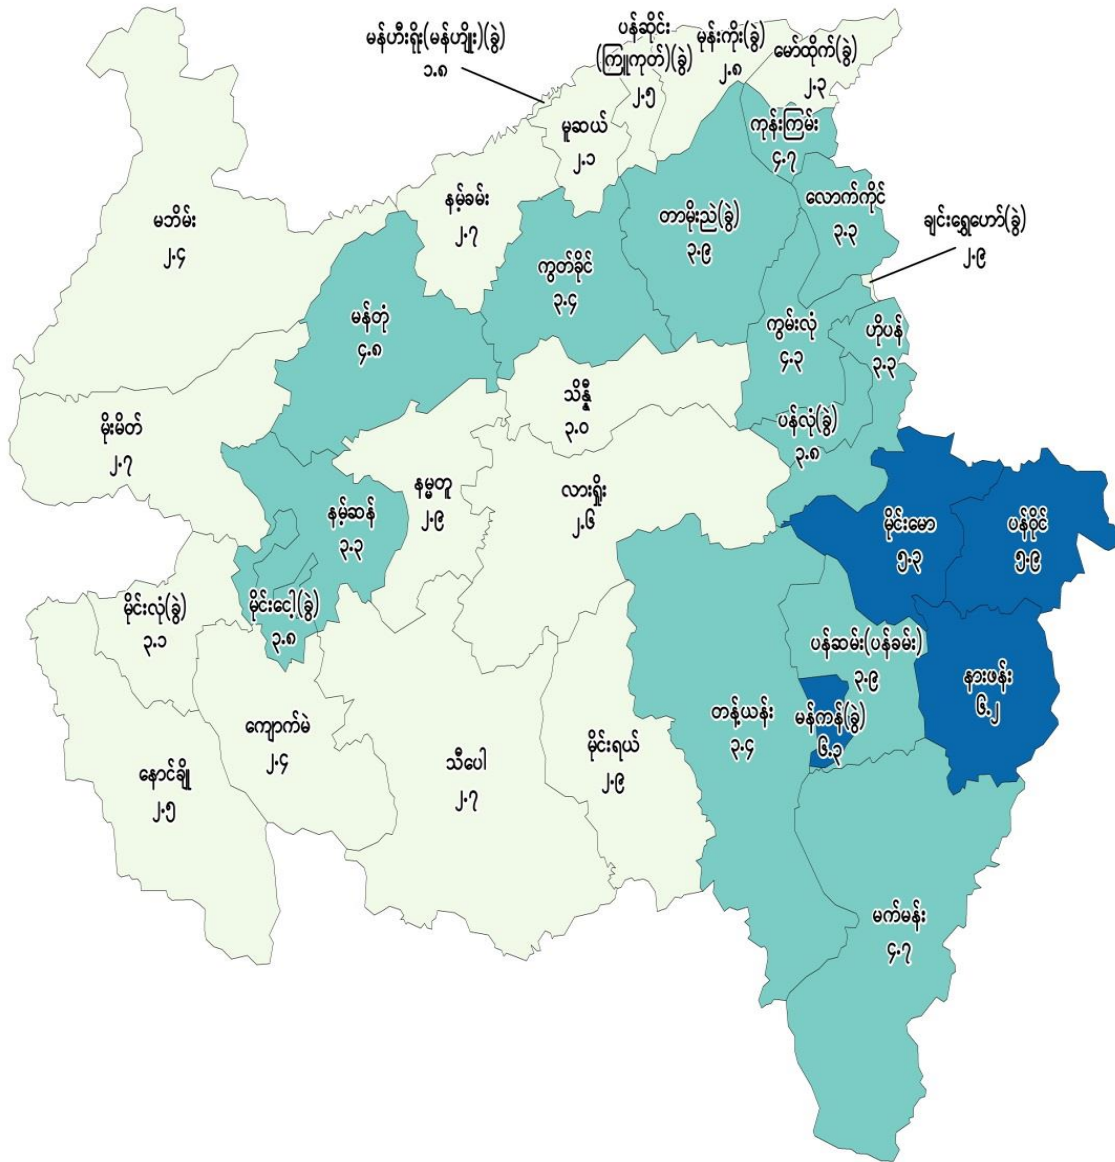 မန်ဟီးရိုး(မန်ဟျိုး)(ခွဲ)
၁.၈
ပန်ဆိုင်း
(ကြူကုတ်)(ခွဲ)
၂.၅
မုန်းကိုး(ခွဲ)
၂.၈
မော်ထိုက်(ခွဲ)
၂.၃
မူဆယ်
၂.၁
ကုန်းကြမ်း
၄.၇
နမ့်ခမ်း
၂.၇
မဘိမ်း
၂.၄
တာမိုးညဲ(ခွဲ)
၃.၉
လောက်ကိုင်
၃.၃
ချင်းရွှေဟော်(ခွဲ)
၂.၉
ကွတ်ခိုင်
၃.၄
မန်တုံ
၄.၈
ကွမ်းလုံ
၄.၃
ဟိုပန်
၃.၃
သိန္နီ
၃.၀
မိုးမိတ်
၂.၇
ပန်လုံ(ခွဲ)
၃.၈
နမ္မတူ
၂.၉
လားရှိုး
၂.၆
နမ့်ဆန်
၃.၃
မိုင်းမော
၅.၃
ပန်ဝိုင်
၅.၉
မိုင်းလုံ(ခွဲ)
၃.၁
မိုင်းငေါ့(ခွဲ)
၃.၈
ပန်ဆမ်း(ပန်ခမ်း)
၃.၉
နားဖန်း
၆.၂
တန့်ယန်း
၃.၄
မန်ကန်(ခွဲ)
၆.၃
ကျောက်မဲ
၂.၄
သီပေါ
၂.၇
မိုင်းရယ်
၂.၉
နောင်ချို
၂.၅
မက်မန်း
၄.၇